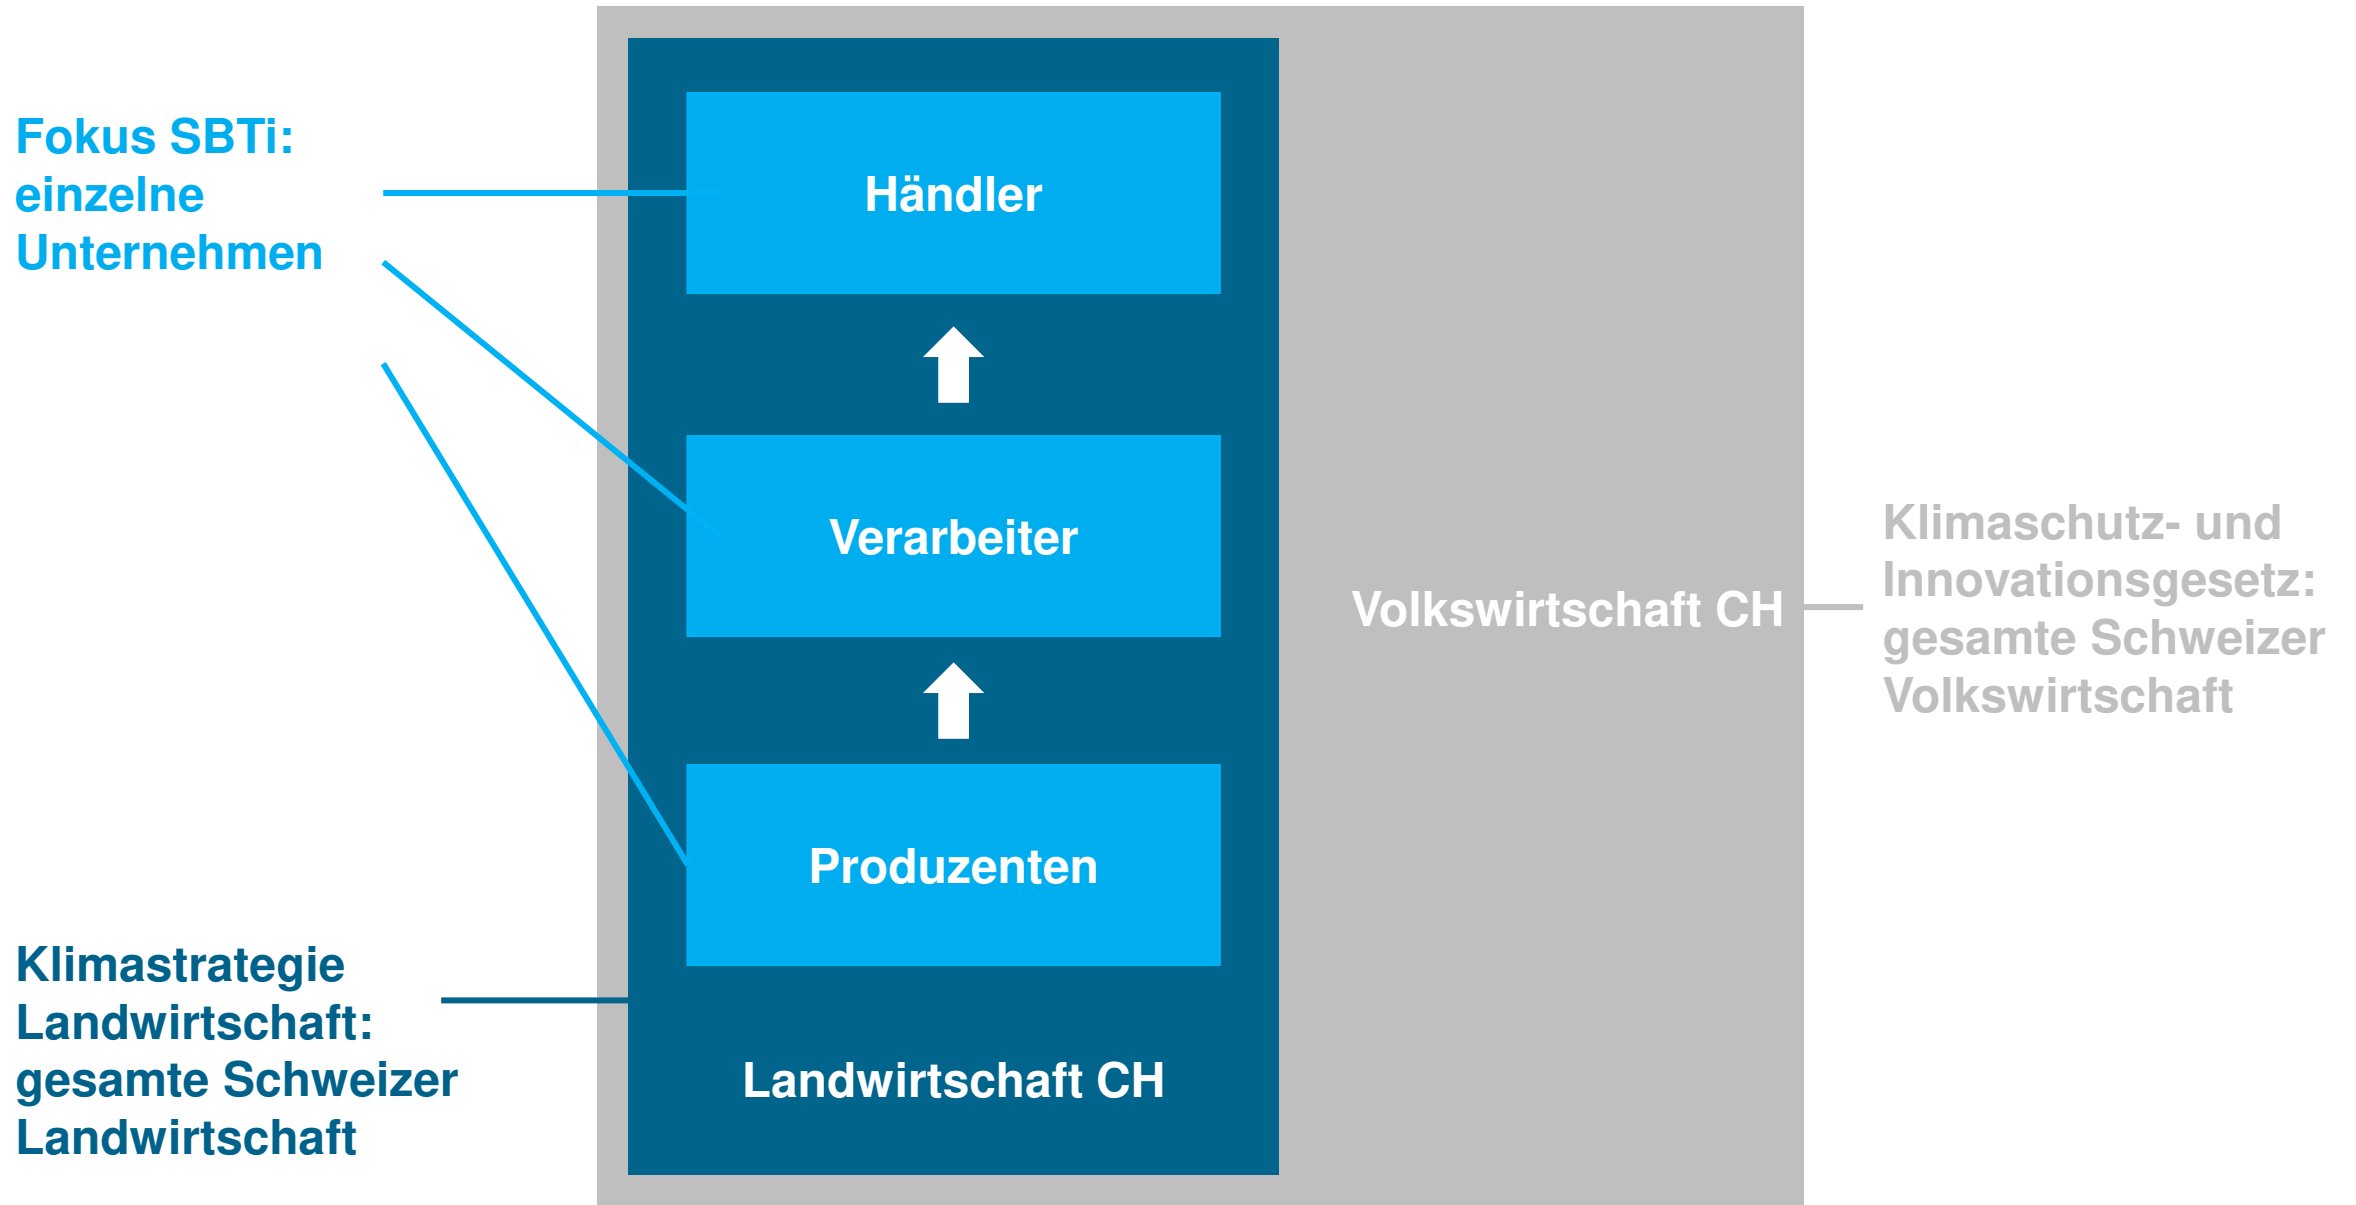 Fokus SBTi:
einzelne
Unternehmen
Händler
Verarbeiter
Produzenten
Landwirtschaft CH
Volkswirtschaft CH
Klimaschutz- und
Innovationsgesetz:
gesamte Schweizer
Volkswirtschaft
Klimastrategie
Landwirtschaft:
gesamte Schweizer
Landwirtschaft